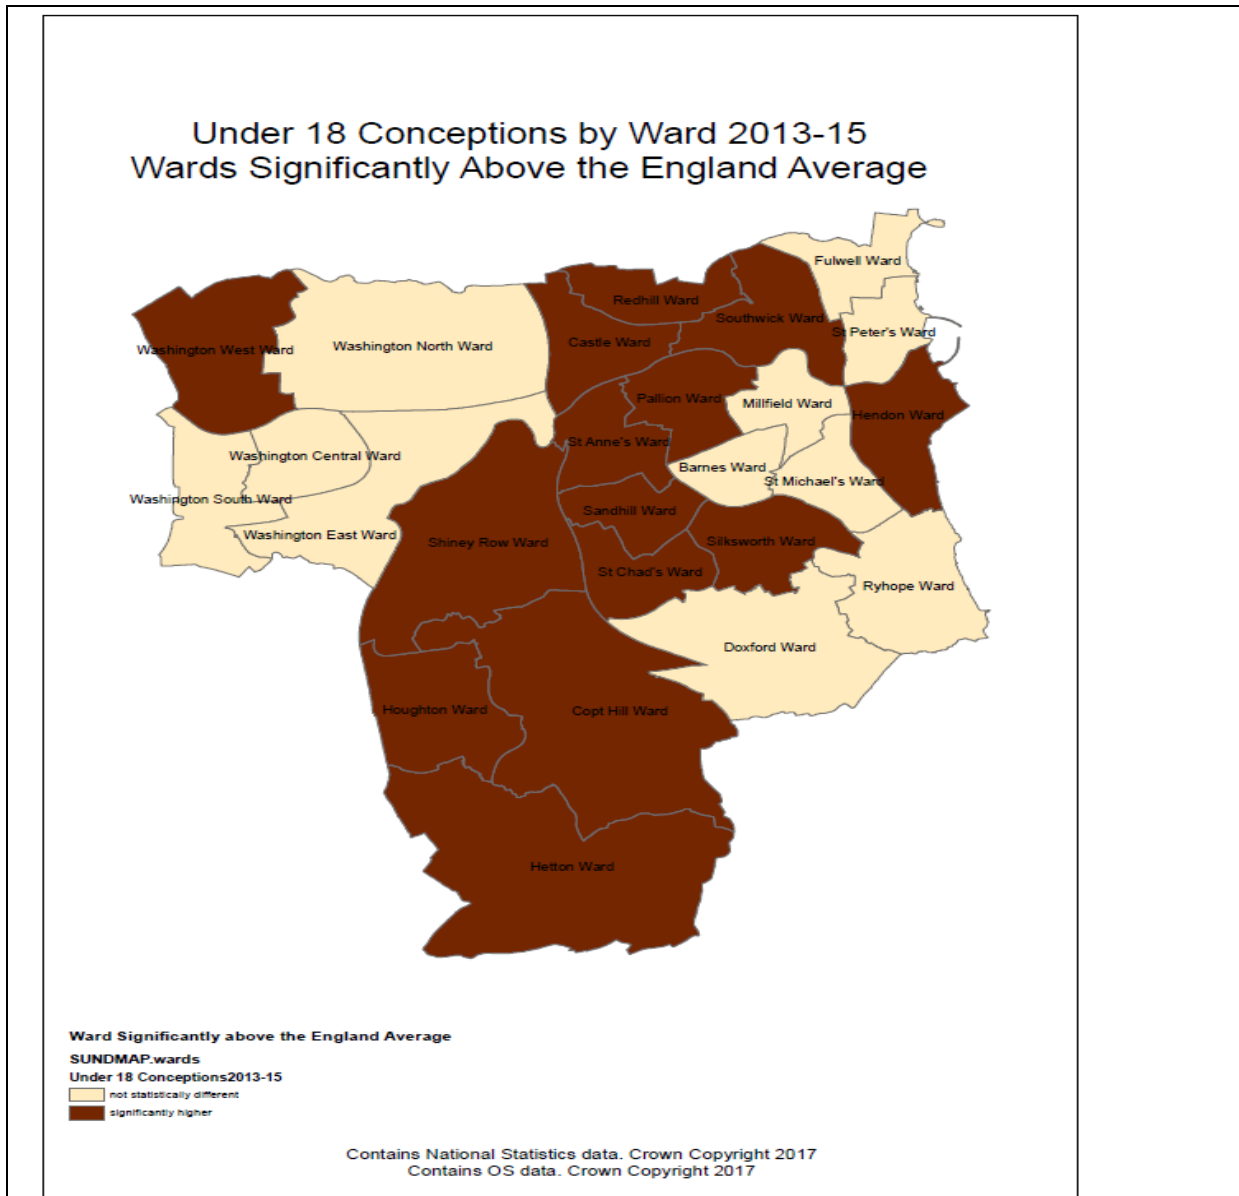 Under 18 Conceptions by Ward 2013-15
Wards Significantly Above the England Average
Fulwell Ward
Redhill Ward
Southwick Ward
St Peter's Ward
Castle Ward
Washington West Ward
Washington North Ward
Pallion Ward
Millfield Ward
Hendon Ward
St Anne's Ward
Washington Central Ward
Barnes Ward
St Michael's Ward
Washington South Ward
Sandhill Ward
Washington East Ward
Shiney Row Ward
Silksworth Ward
St Chad's Ward
Ryhope Ward
Doxford Ward
Houghton Ward
Copt Hill Ward
Hetton Ward
Ward Significantly above the England Average
SUNDMAP.wards
Under 18 Conceptions2013-15
not statistically different
significantly higher
Contains National Statistics data. Crown Copyright 2017
Contains OS data. Crown Copyright 2017